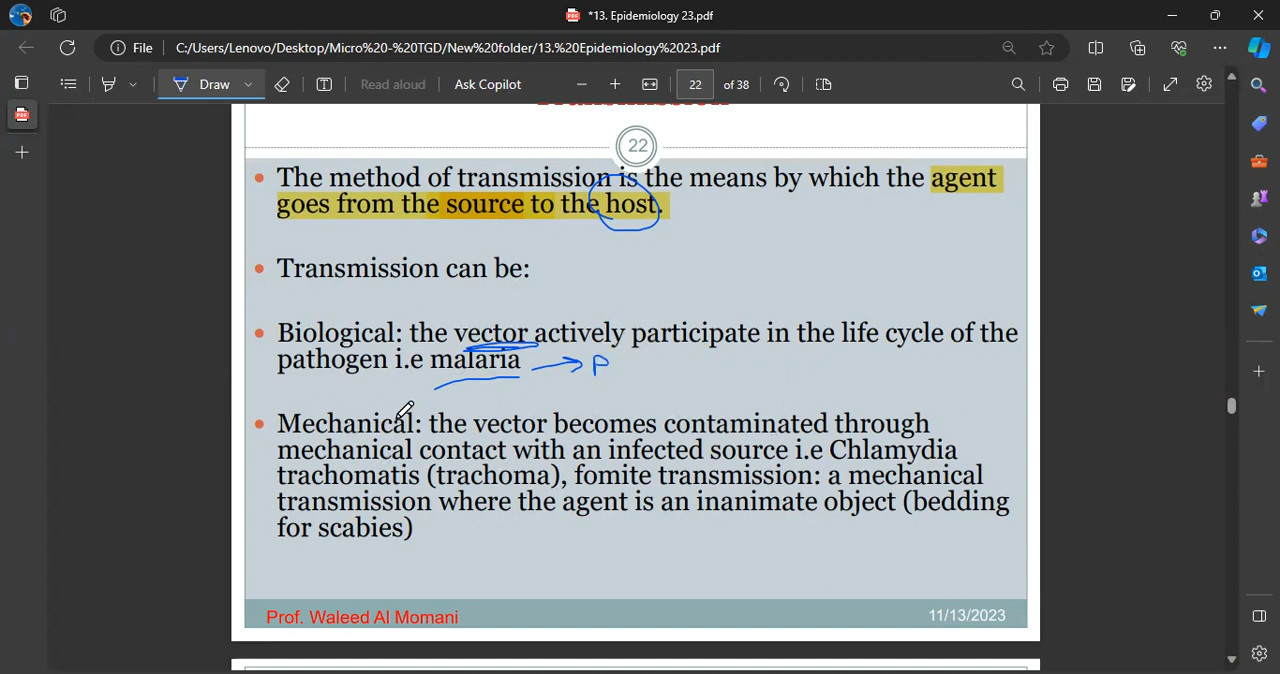 *13. Epidemiology 23.pdf
File
C:/Users/Lenovo/Desktop/Micro%20-%20TGD/New%20folder/13.%20Epidemiology%2023.pdf
Draw
Read aloud
Ask Copilot
22
of 38
22
The method of transmission is the means by which the agent
goes from the source to the host.
Transmission can be:
Biological: the vector actively participate in the life cycle of the
pathogen i.e malaria
P
Mechanical: the vector becomes contaminated through
mechanical contact with an infected source i.e Chlamydia
trachomatis (trachoma), fomite transmission: a mechanical
transmission where the agent is an inanimate object (bedding
for scabies)
Prof. Waleed Al Momani
11/13/2023